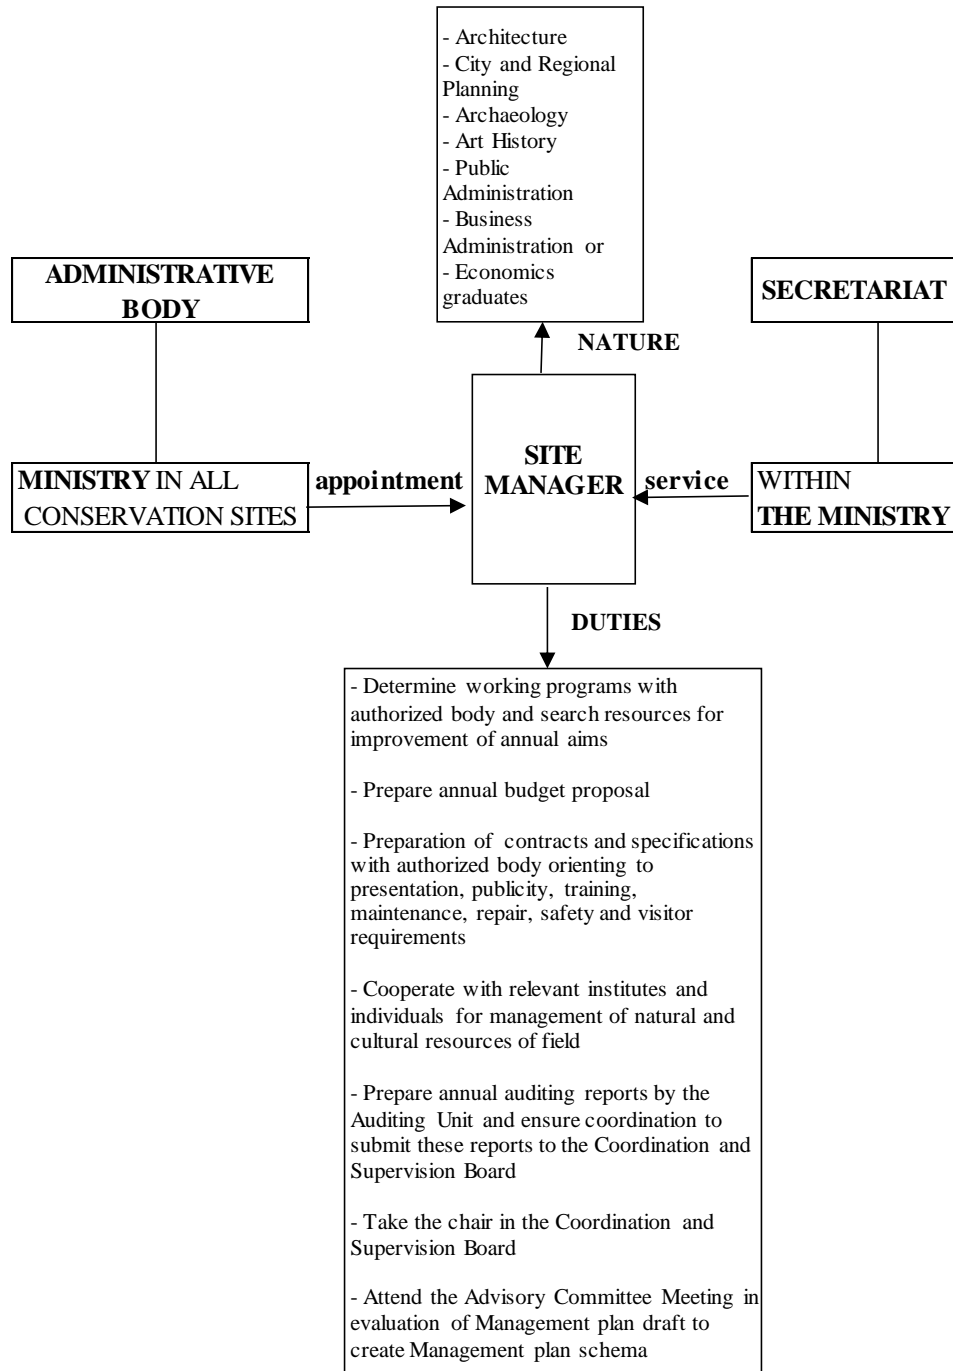 - Architecture
- City and Regional
Planning
- Archaeology
- Art History
- Public
Administration
- Business
Administration or
- Economics
graduates
ADMINISTRATIVE
BODY
SECRETARIAT
NATURE
MINISTRY IN ALL
CONSERVATION SITES
appointment
SITE
MANAGER
service
WITHIN
THE MINISTRY
DUTIES
- Determine working programs with
authorized body and search resources for
improvement of annual aims
- Prepare annual budget proposal
- Preparation of contracts and specifications
with authorized body orienting to
presentation, publicity, training,
maintenance, repair, safety and visitor
requirements
- Cooperate with relevant institutes and
individuals for management of natural and
cultural resources of field
- Prepare annual auditing reports by the
Auditing Unit and ensure coordination to
submit these reports to the Coordination and
Supervision Board
- Take the chair in the Coordination and
Supervision Board
- Attend the Advisory Committee Meeting in
evaluation of Management plan draft to
create Management plan schema